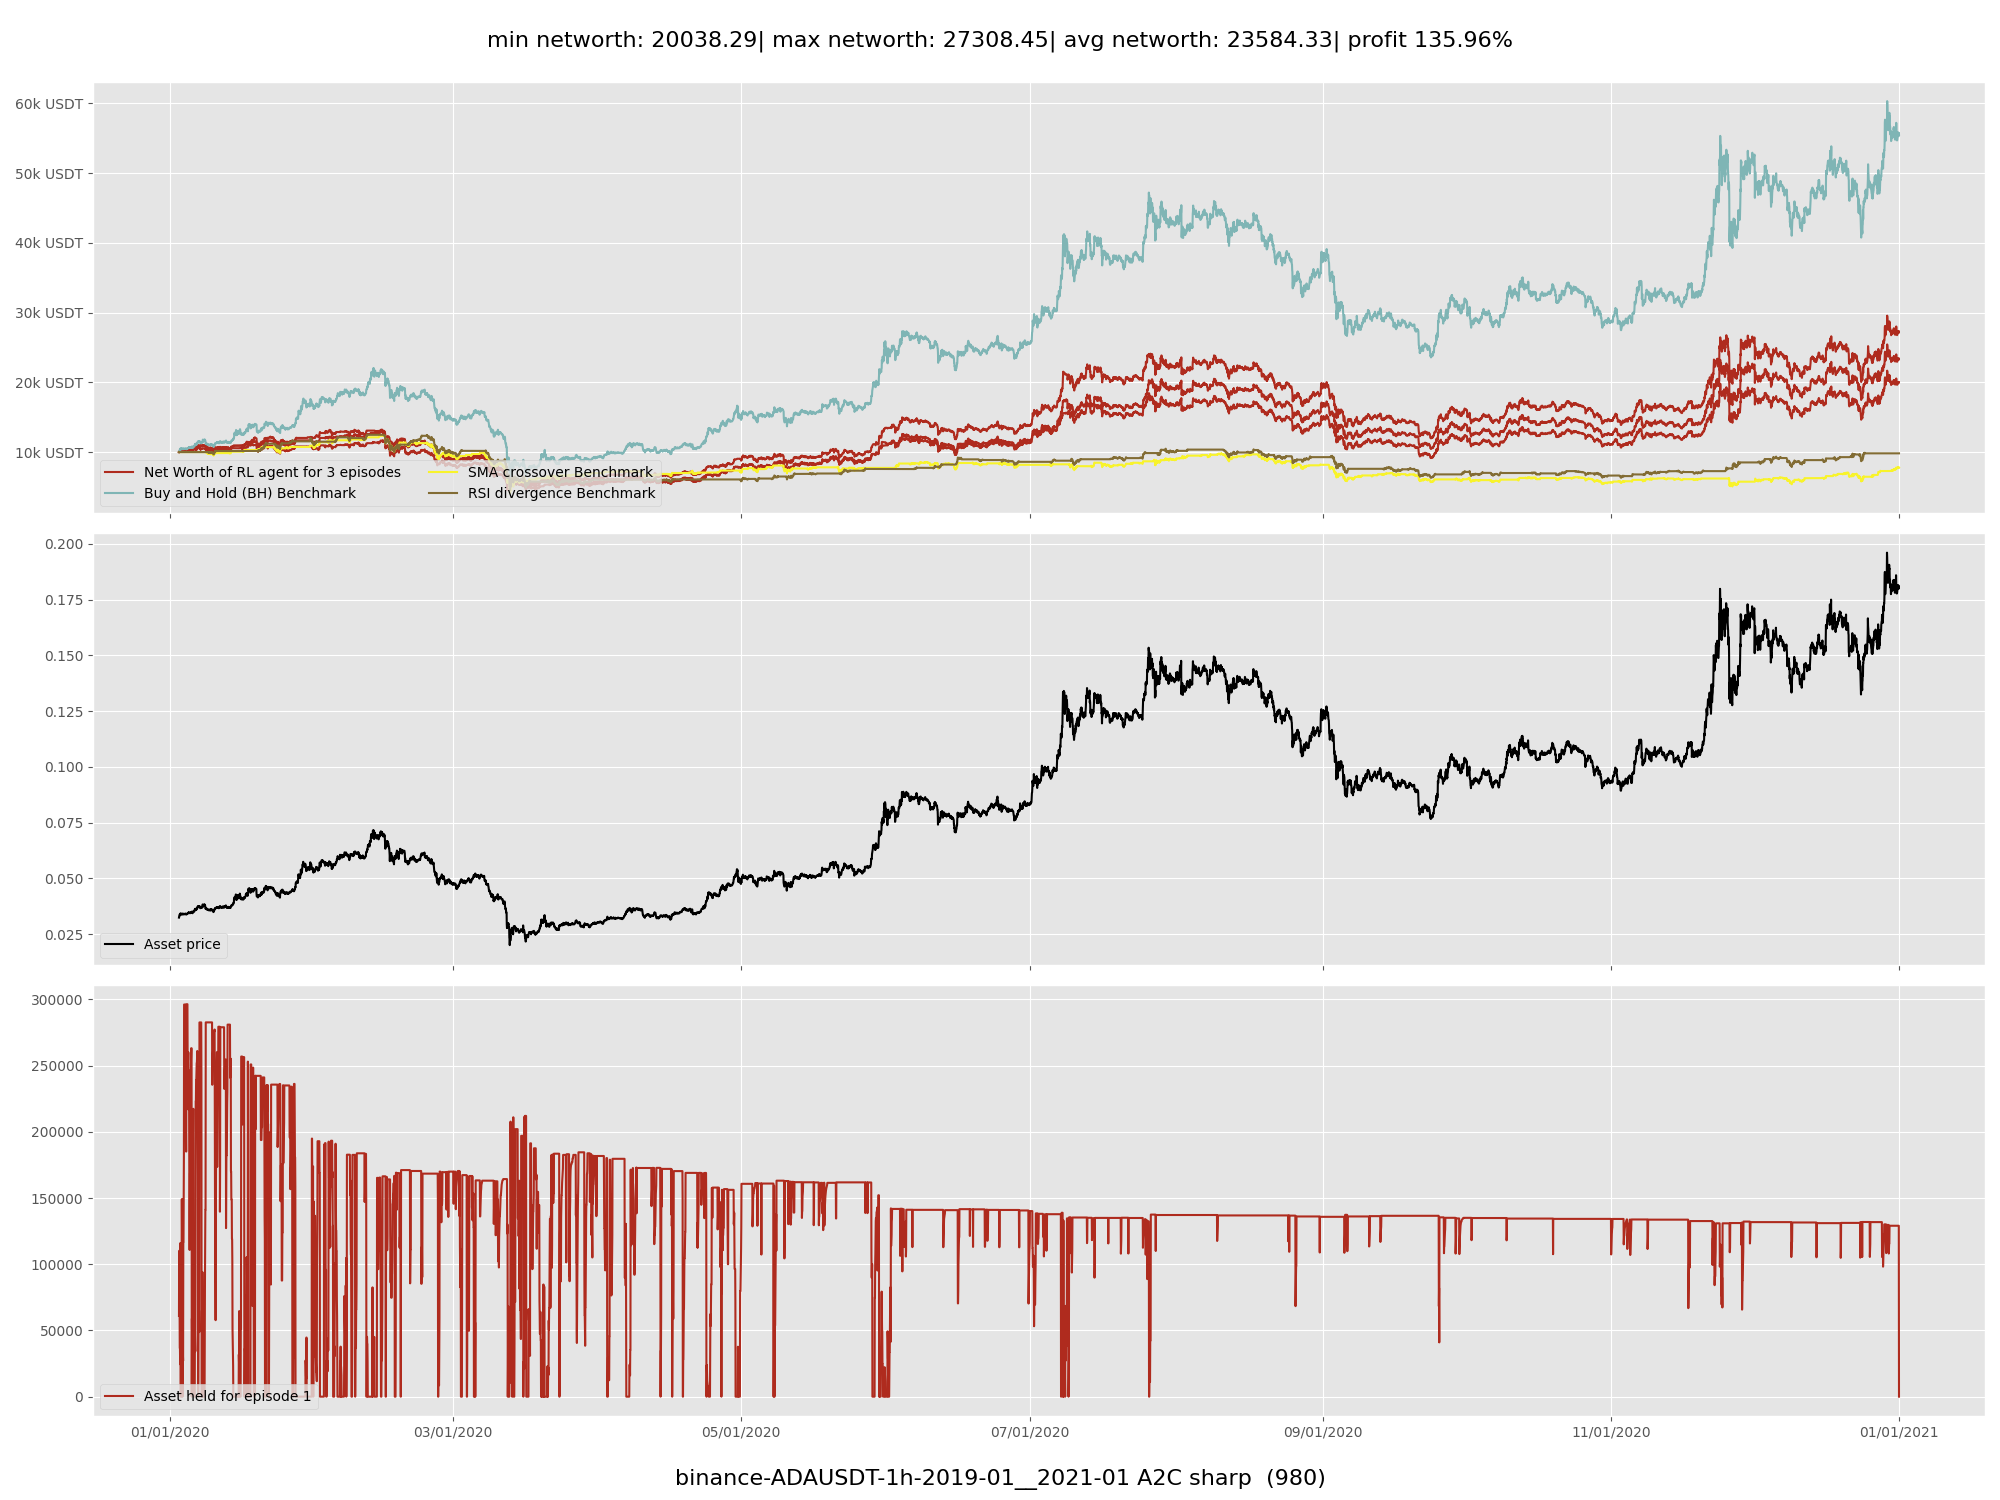 min networth: 20038.29| max networth: 27308.45| avg networth: 23584.33| profit 135.96%
60k USDT
50k USDT
40k USDT
30k USDT
20k USDT
10k USDT
Net Worth of RL agent for 3 episodes
Buy and Hold (BH) Benchmark
SMA crossover Benchmark
RSI divergence Benchmark
0.200
0.175
0.150
0.125
0.100
0.075
0.050
0.025
Asset price
300000
250000
200000
150000
100000
50000
0
Asset held for episode 1
01/01/2020 03/01/2020 05/01/2020 07/01/2020 09/01/2020 11/01/2020 01/01/2021
binance-ADAUSDT-1h-2019-01__2021-01 A2C sharp (980)